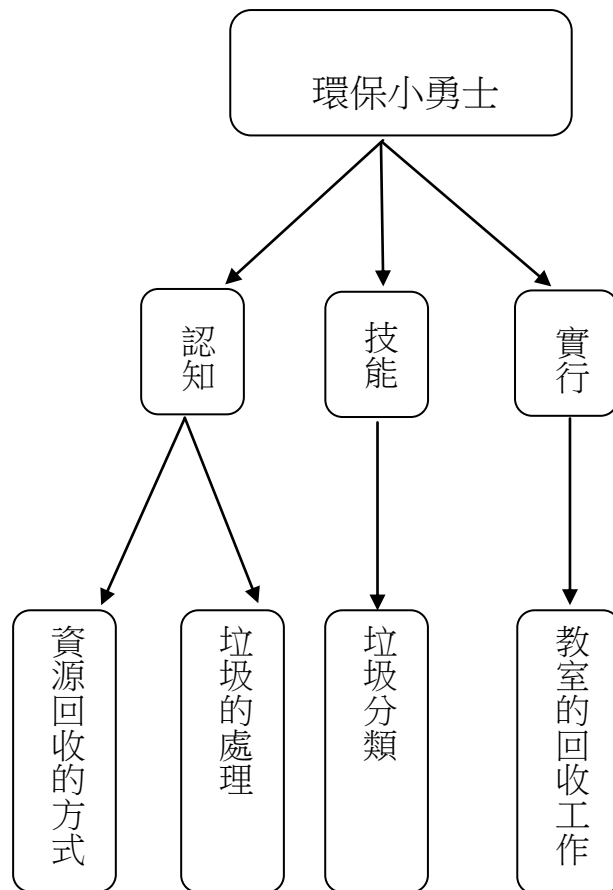 環保小勇士
認知
技能
實行
資源回收的方式
垃圾的處理
垃圾分類
教室的回收工作